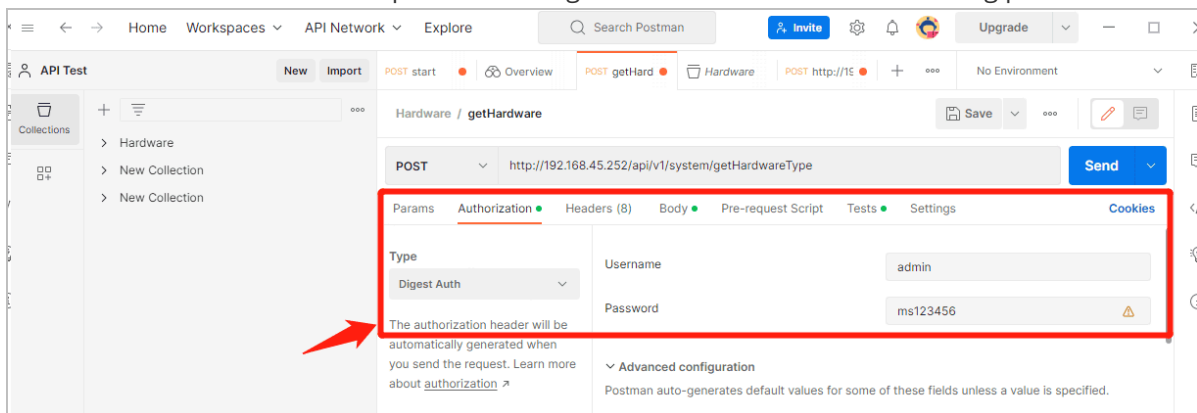 Home Workspaces API Network Explore Search Postman Invite Upgrade
API Test New Import POST start Overview POST getHard Hardware POST http://19 No Environment
Collections
Hardware / getHardware Save
Hardware
New Collection
New Collection
POST http://192.168.45.252/api/v1/system/getHardwareType Send
Params Authorization Headers (8) Body Pre-request Script Tests Settings Cookies
Type
Digest Auth
The authorization header will be
automatically generated when
you send the request. Learn more
about authorization ↗
Username admin
Password ms123456
Advanced configuration
Postman auto-generates default values for some of these fields unless a value is specified.